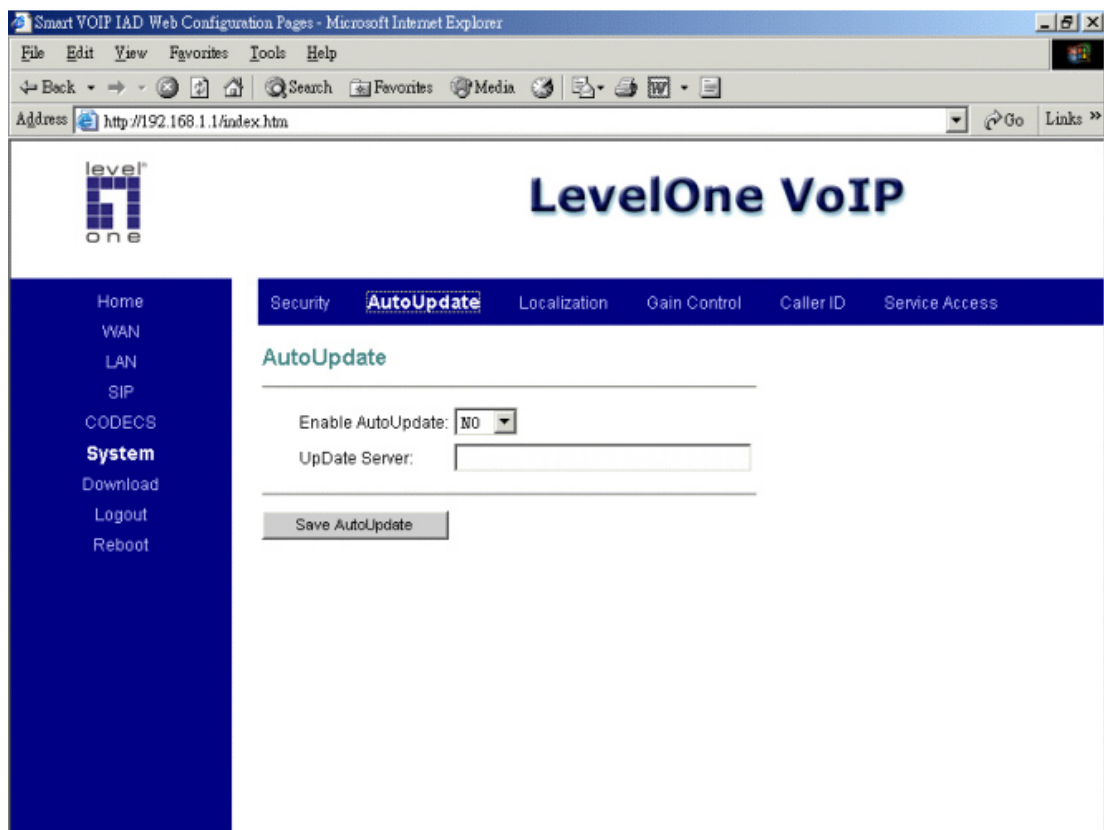 Smart VOIP IAD Web Configuration Pages - Microsoft Internet Explorer
File Edit View Favorites Tools Help
Back Search Favorites Media
Address http://192.168.1.1/index.htm Go Links »
level
one
LevelOne VoIP
Home
WAN
LAN
SIP
CODECS
System
Download
Logout
Reboot
Security AutoUpdate Localization Gain Control Caller ID Service Access
AutoUpdate
Enable AutoUpdate: NO
UpDate Server:
Save AutoUpdate